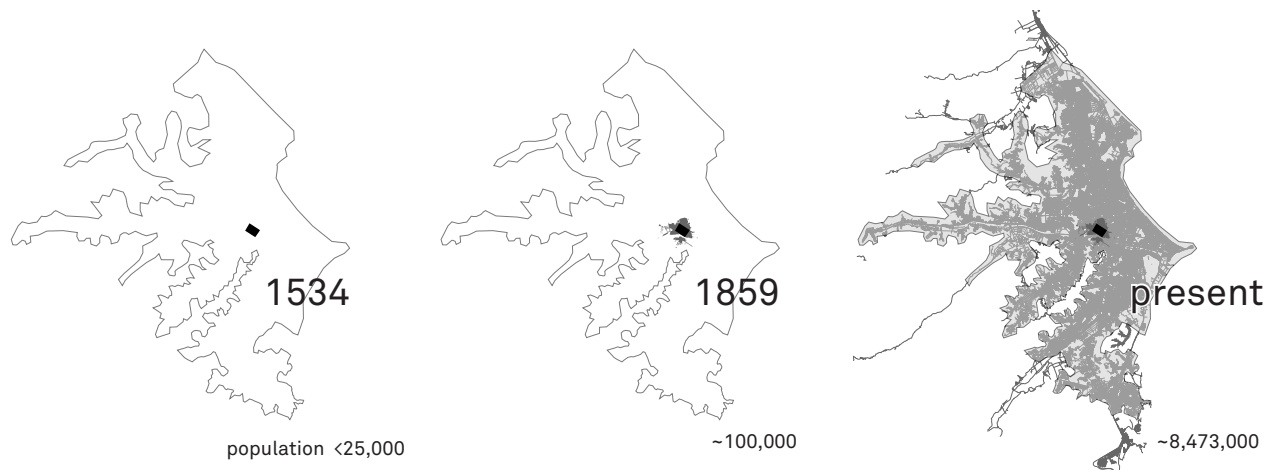 1534
1859
present
population <25,000
~100,000
~8,473,000